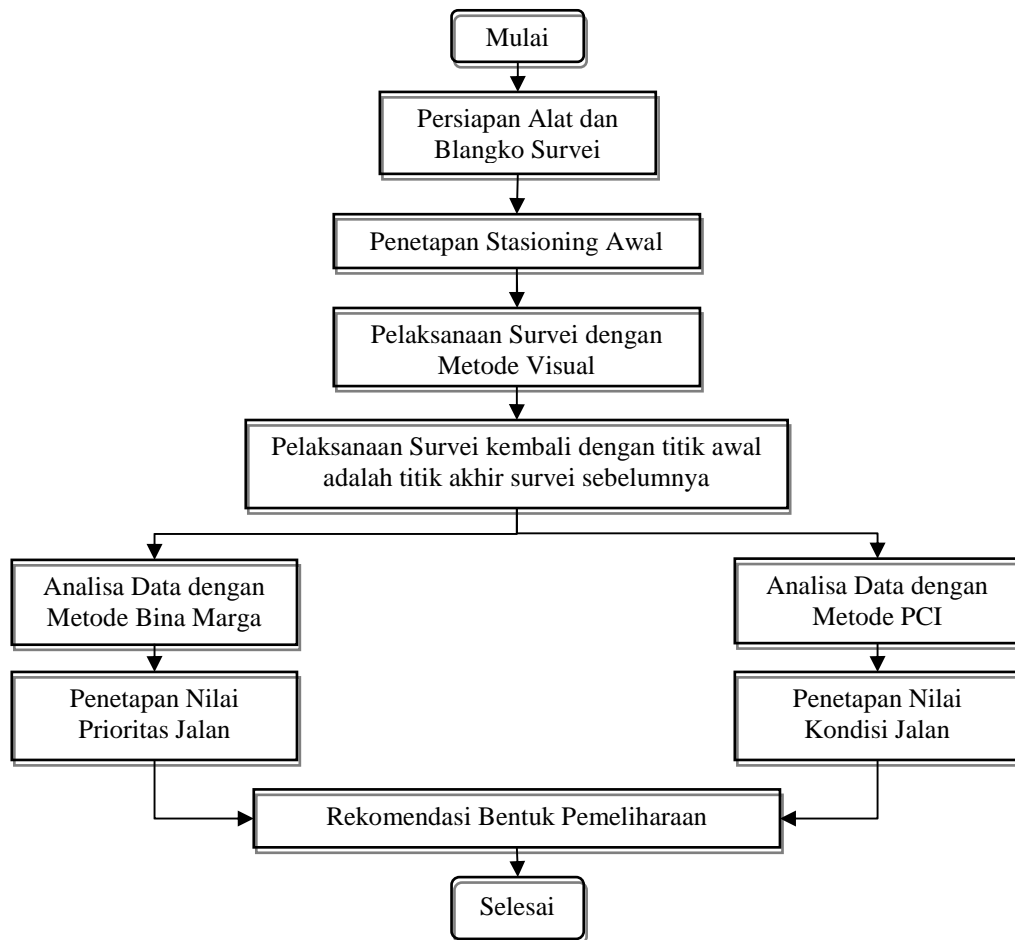 Mulai
Persiapan Alat dan
Blangko Survei
Penetapan Stasioning Awal
Pelaksanaan Survei dengan
Metode Visual
Pelaksanaan Survei kembali dengan titik awal
adalah titik akhir survei sebelumnya
Analisa Data dengan
Metode Bina Marga
Analisa Data dengan
Metode PCI
Penetapan Nilai
Prioritas Jalan
Penetapan Nilai
Kondisi Jalan
Rekomendasi Bentuk Pemeliharaan
Selesai